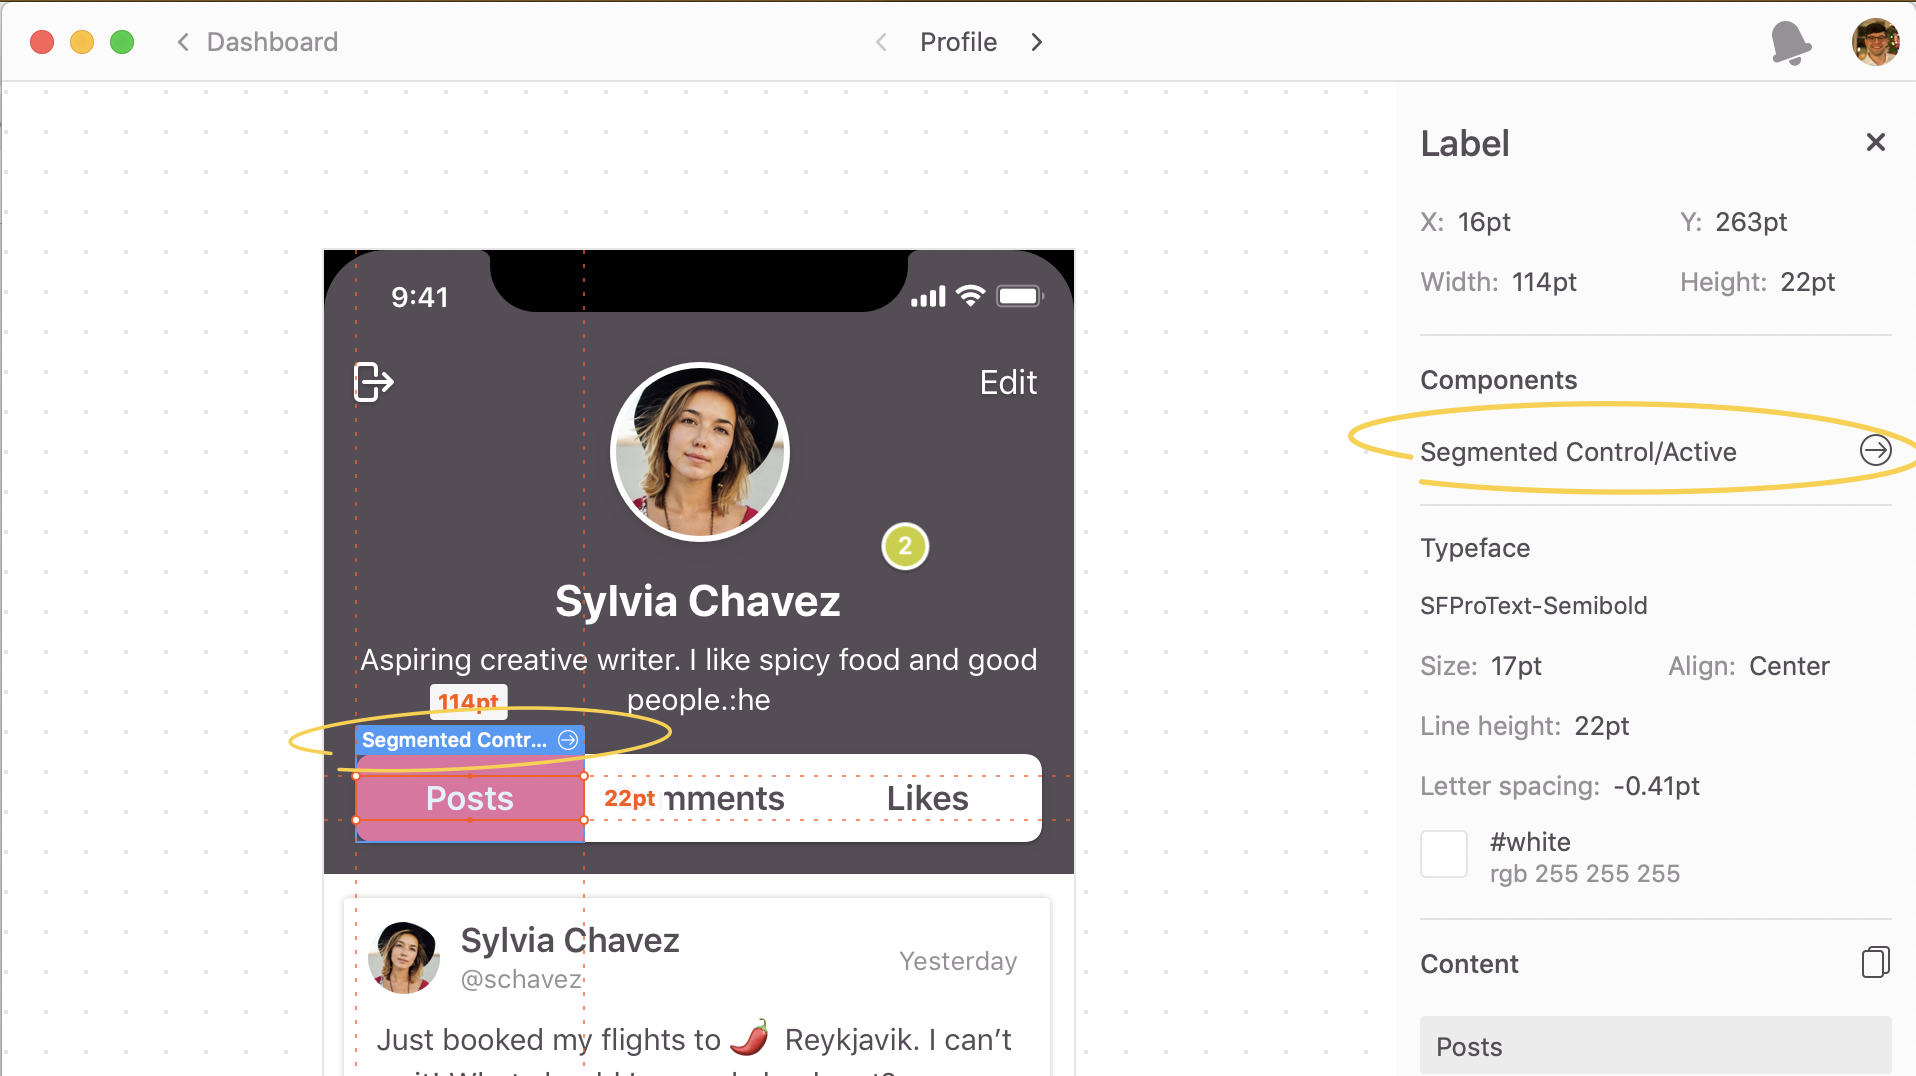 Dashboard
Profile
Label
X: 16pt Y: 263pt
Width: 114pt Height: 22pt
Components
Segmented Control/Active
Typeface
SFProText-Semibold
Size: 17pt Align: Center
Line height: 22pt
Letter spacing: -0.41pt
#white
rgb 255 255 255
Content
Posts
9:41
Edit
2
Sylvia Chavez
Aspiring creative writer. I like spicy food and good
people.:he
114pt
Segmented Contr...
Posts 22pt mments Likes
Sylvia Chavez
@schavez
Yesterday
Just booked my flights to 🌶️ Reykjavik. I can’t